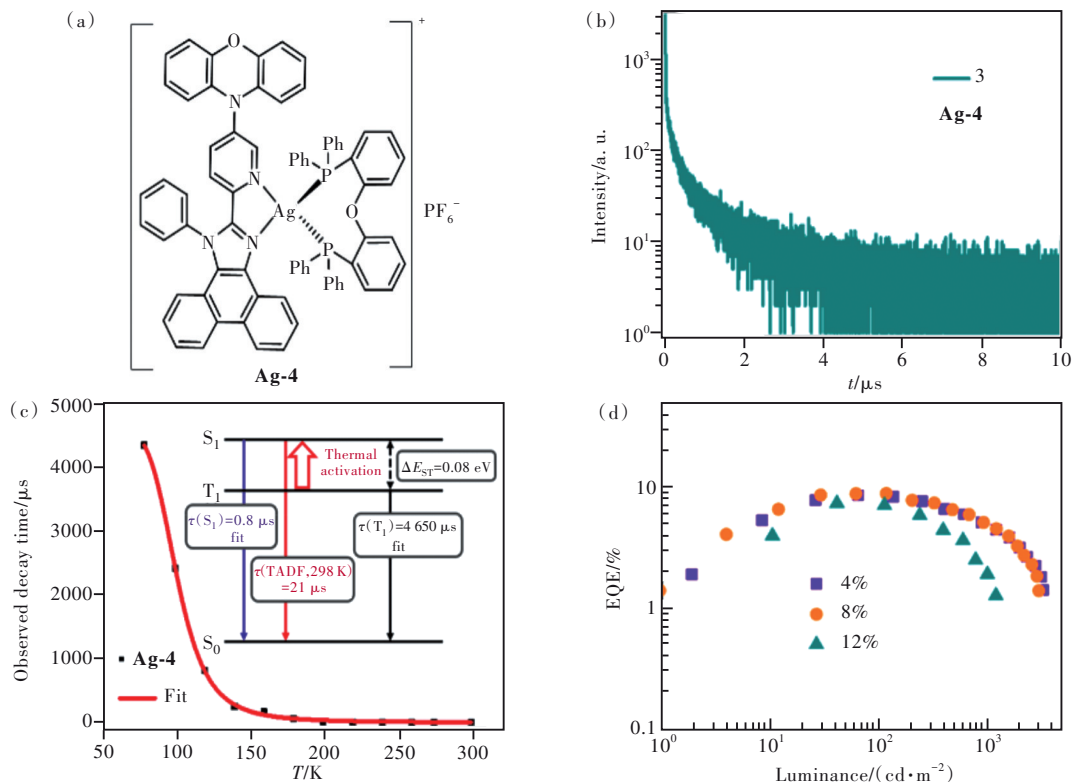 (a)
+
O
N
N
Ph
Ph
P
Ag
O
PF₆⁻
N
N
P
Ph
Ph
Ag-4
(b)
10³
10²
10¹
10⁰
Intensity/a. u.
3
Ag-4
0
2
4
6
8
10
t/μs
(c)
5000
4000
3000
2000
1000
0
Observed decay time/μs
S₁
Thermal
activation
ΔE_ST=0.08 eV
T₁
τ(S₁)=0.8 μs
fit
τ(T₁)=4 650 μs
fit
τ(TADF,298 K)
=21 μs
S₀
Ag-4
Fit
50
100
150
200
250
300
T/K
(d)
10
1
0.1
EQE/%
4%
8%
12%
10⁰
10¹
10²
10³
Luminance/(cd·m⁻²)